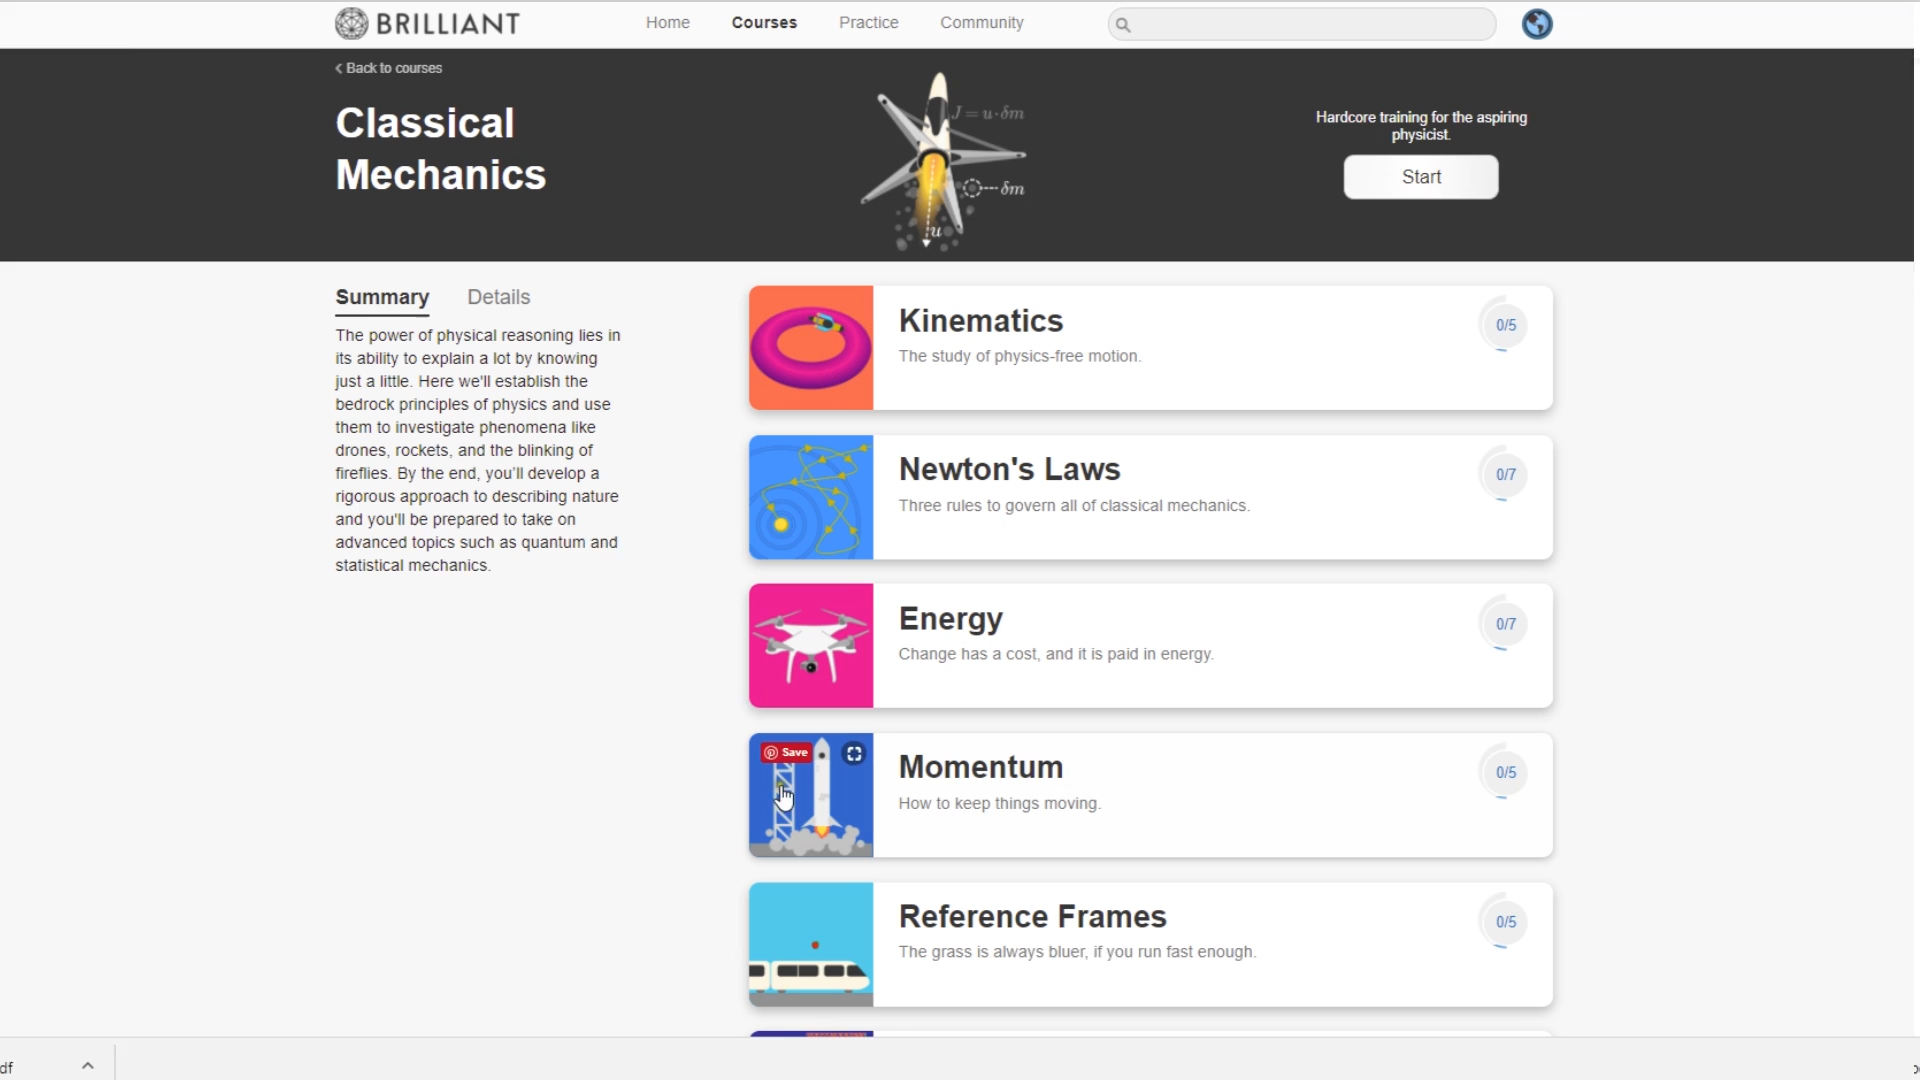 BRILLIANT
Home Courses Practice Community
Back to courses
Classical
Mechanics
J = u · δm
δm
u
Hardcore training for the aspiring
physicist.
Start
Summary Details
The power of physical reasoning lies in
its ability to explain a lot by knowing
just a little. Here we'll establish the
bedrock principles of physics and use
them to investigate phenomena like
drones, rockets, and the blinking of
fireflies. By the end, you'll develop a
rigorous approach to describing nature
and you'll be prepared to take on
advanced topics such as quantum and
statistical mechanics.
Kinematics
0/5
The study of physics-free motion.
Newton's Laws
0/7
Three rules to govern all of classical mechanics.
Energy
0/7
Change has a cost, and it is paid in energy.
Save
Momentum
0/5
How to keep things moving.
Reference Frames
0/5
The grass is always bluer, if you run fast enough.
df